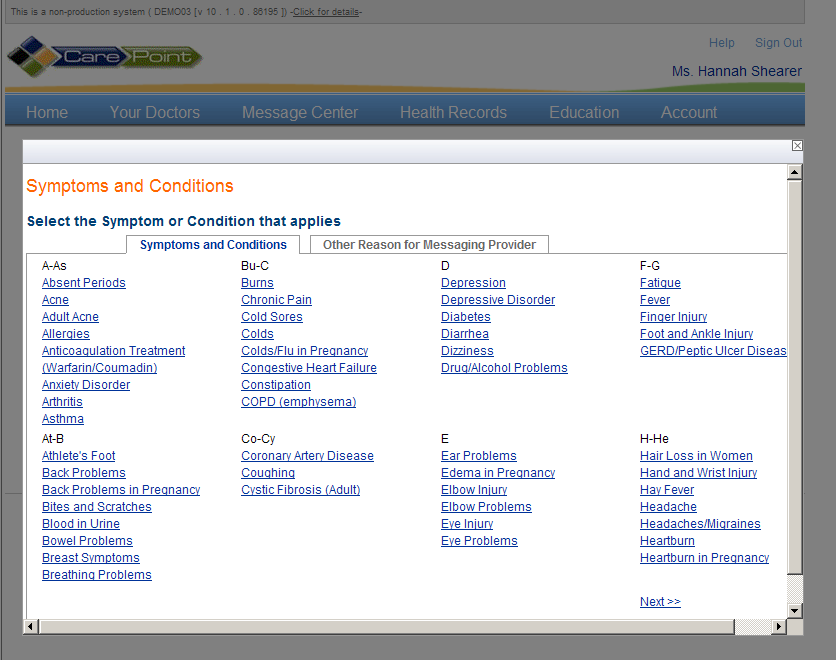 This is a non-production system ( DEMO03 [v 10 . 1 . 0 . 86195 ]) -Click for details-
CarePoint
Help Sign Out
Ms. Hannah Shearer
Home Your Doctors Message Center Health Records Education Account
Symptoms and Conditions
Select the Symptom or Condition that applies
Symptoms and Conditions Other Reason for Messaging Provider
A-As
Absent Periods
Acne
Adult Acne
Allergies
Anticoagulation Treatment
(Warfarin/Coumadin)
Anxiety Disorder
Arthritis
Asthma
Bu-C
Burns
Chronic Pain
Cold Sores
Colds
Colds/Flu in Pregnancy
Congestive Heart Failure
Constipation
COPD (emphysema)
D
Depression
Depressive Disorder
Diabetes
Diarrhea
Dizziness
Drug/Alcohol Problems
F-G
Fatigue
Fever
Finger Injury
Foot and Ankle Injury
GERD/Peptic Ulcer Diseas
At-B
Athlete's Foot
Back Problems
Back Problems in Pregnancy
Bites and Scratches
Blood in Urine
Bowel Problems
Breast Symptoms
Breathing Problems
Co-Cy
Coronary Artery Disease
Coughing
Cystic Fibrosis (Adult)
E
Ear Problems
Edema in Pregnancy
Elbow Injury
Elbow Problems
Eye Injury
Eye Problems
H-He
Hair Loss in Women
Hand and Wrist Injury
Hay Fever
Headache
Headaches/Migraines
Heartburn
Heartburn in Pregnancy
Next >>